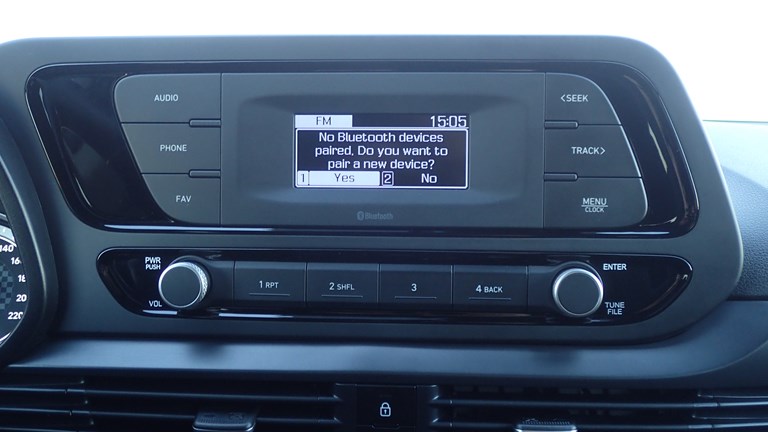 AUDIO
PHONE
FAV
FM 15:05
No Bluetooth devices
paired. Do you want to
pair a new device?
1 Yes 2 No
Bluetooth
<SEEK
TRACK>
MENU
CLOCK
PWR
PUSH
VOL
1 RPT
2 SHFL
3
4 BACK
ENTER
TUNE
FILE
140
160
180
200
220